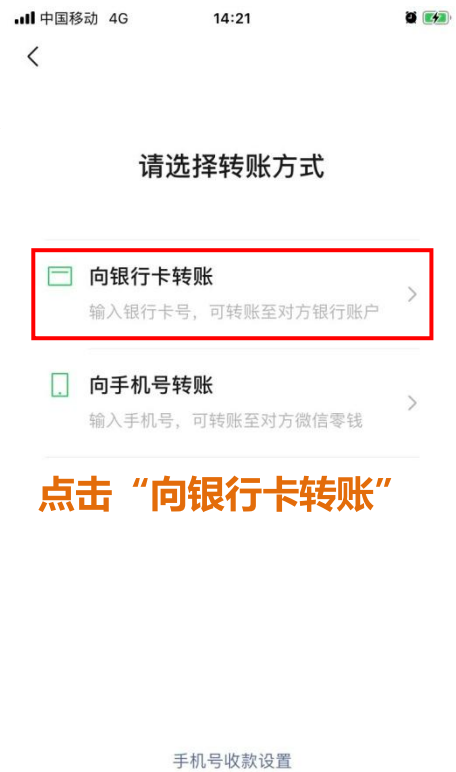 中国移动 4G 14:21
请选择转账方式
向银行卡转账
输入银行卡号，可转账至对方银行账户
向手机号转账
输入手机号，可转账至对方微信零钱
点击“向银行卡转账”
手机号收款设置